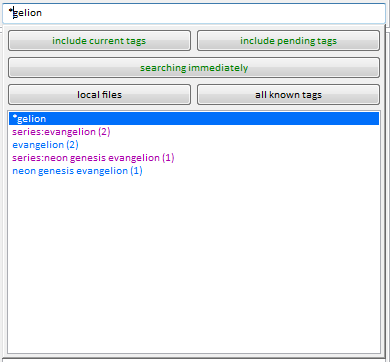 *gelion
include current tags
include pending tags
searching immediately
local files
all known tags
*gelion
series:evangelion (2)
evangelion (2)
series:neon genesis evangelion (1)
neon genesis evangelion (1)